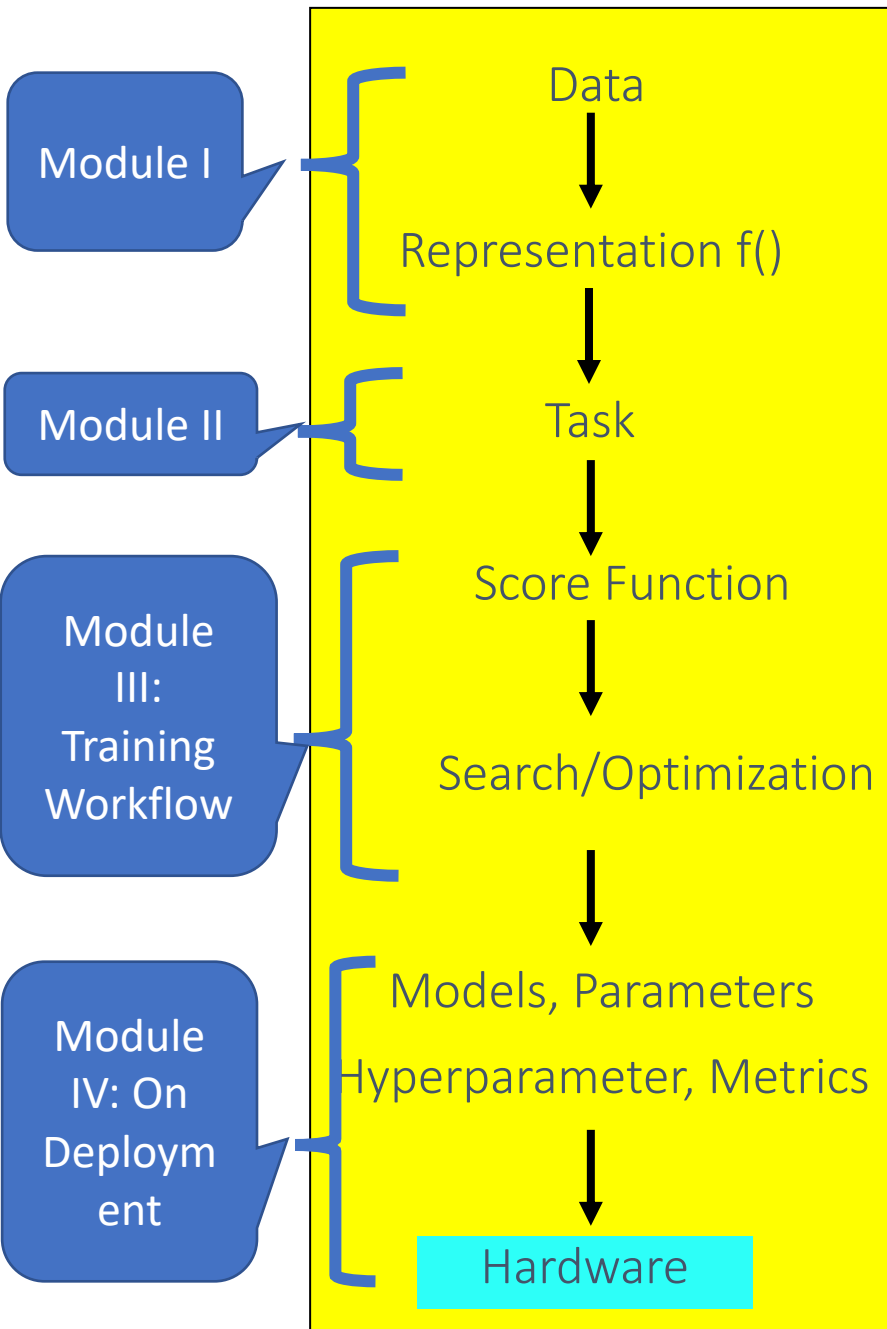 Data
Module I
Representation f()
Module II
Task
Score Function
Module
III:
Training
Workflow
Search/Optimization
Models, Parameters
Hyperparameter, Metrics
Module
IV: On
Deploym
ent
Hardware